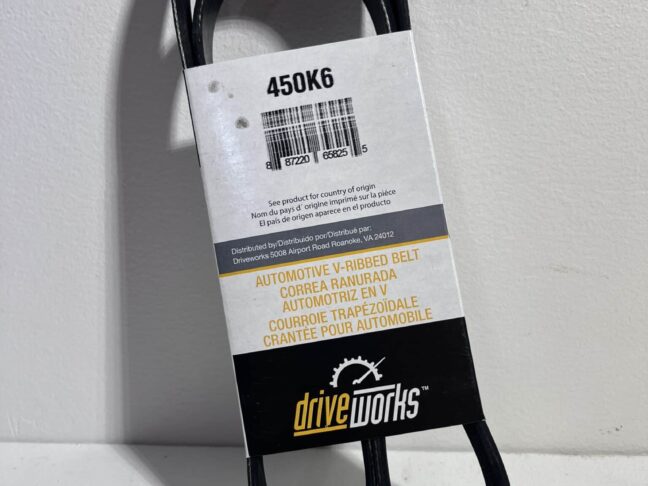 450K6
8 87220 65825 5
See product for country of origin
Nom du pays d' origine imprimé sur la pièce
El país de origen aparece en el producto
Distributed by/Distribuido por/Distribué par:
Driveworks 5008 Airport Road Roanoke, VA 24012
AUTOMOTIVE V-RIBBED BELT
CORREA RANURADA
AUTOMOTRIZ EN V
COURROIE TRAPÉZOÏDALE
CRANTÉE POUR AUTOMOBILE
driveworks™